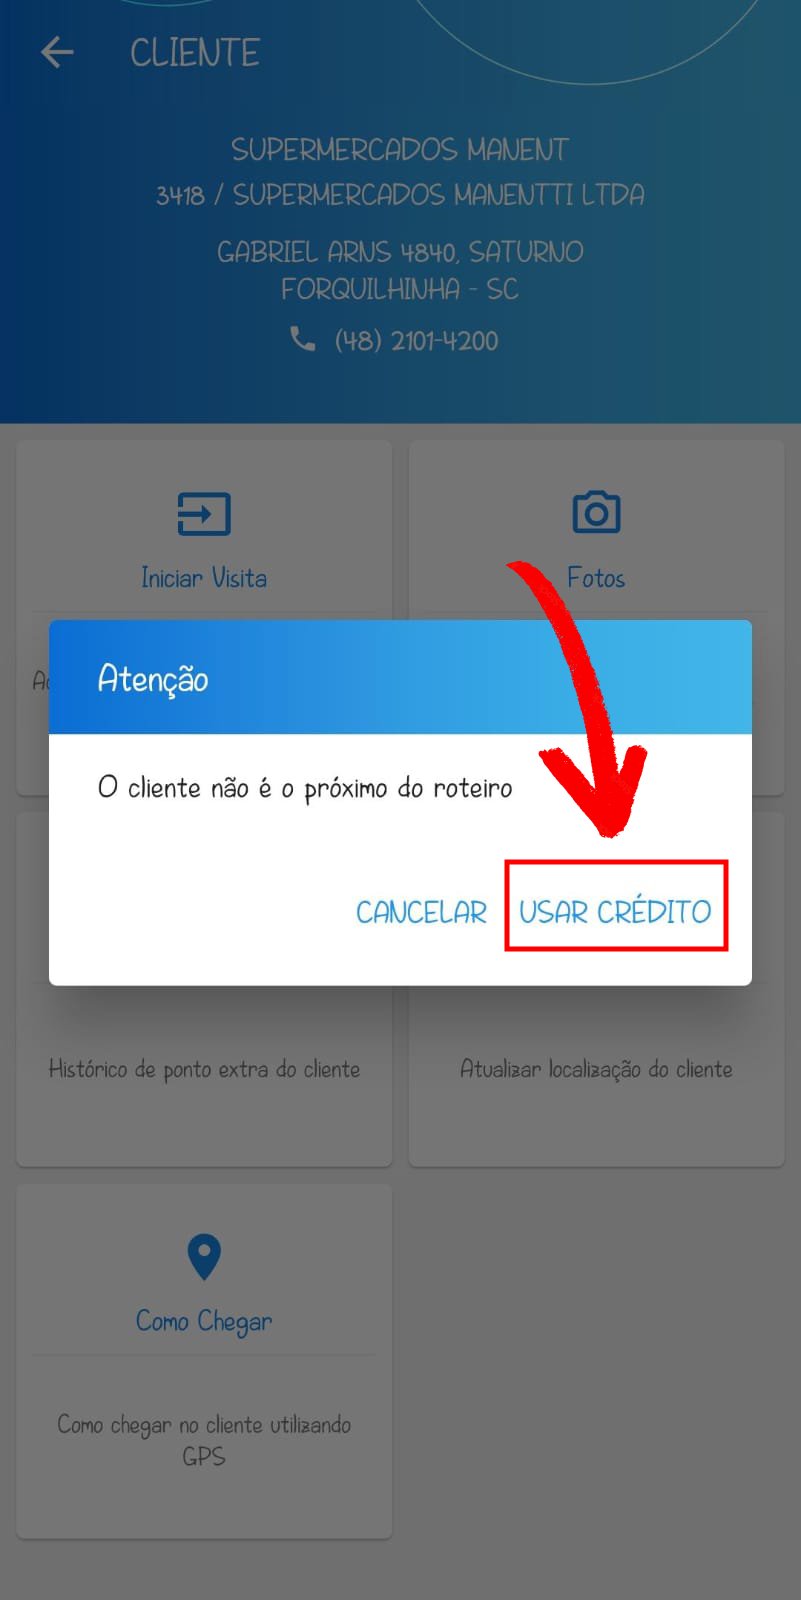 CLIENTE
SUPERMERCADOS MANENT
3418 / SUPERMERCADOS MANENTTI LTDA
GABRIEL ARNS 4840, SATURNO
FORQUILHINHA - SC
(48) 2101-4200
Iniciar Visita
Fotos
Atenção
O cliente não é o próximo do roteiro
CANCELAR
USAR CRÉDITO
Histórico de ponto extra do cliente
Atualizar localização do cliente
Como Chegar
Como chegar no cliente utilizando
GPS